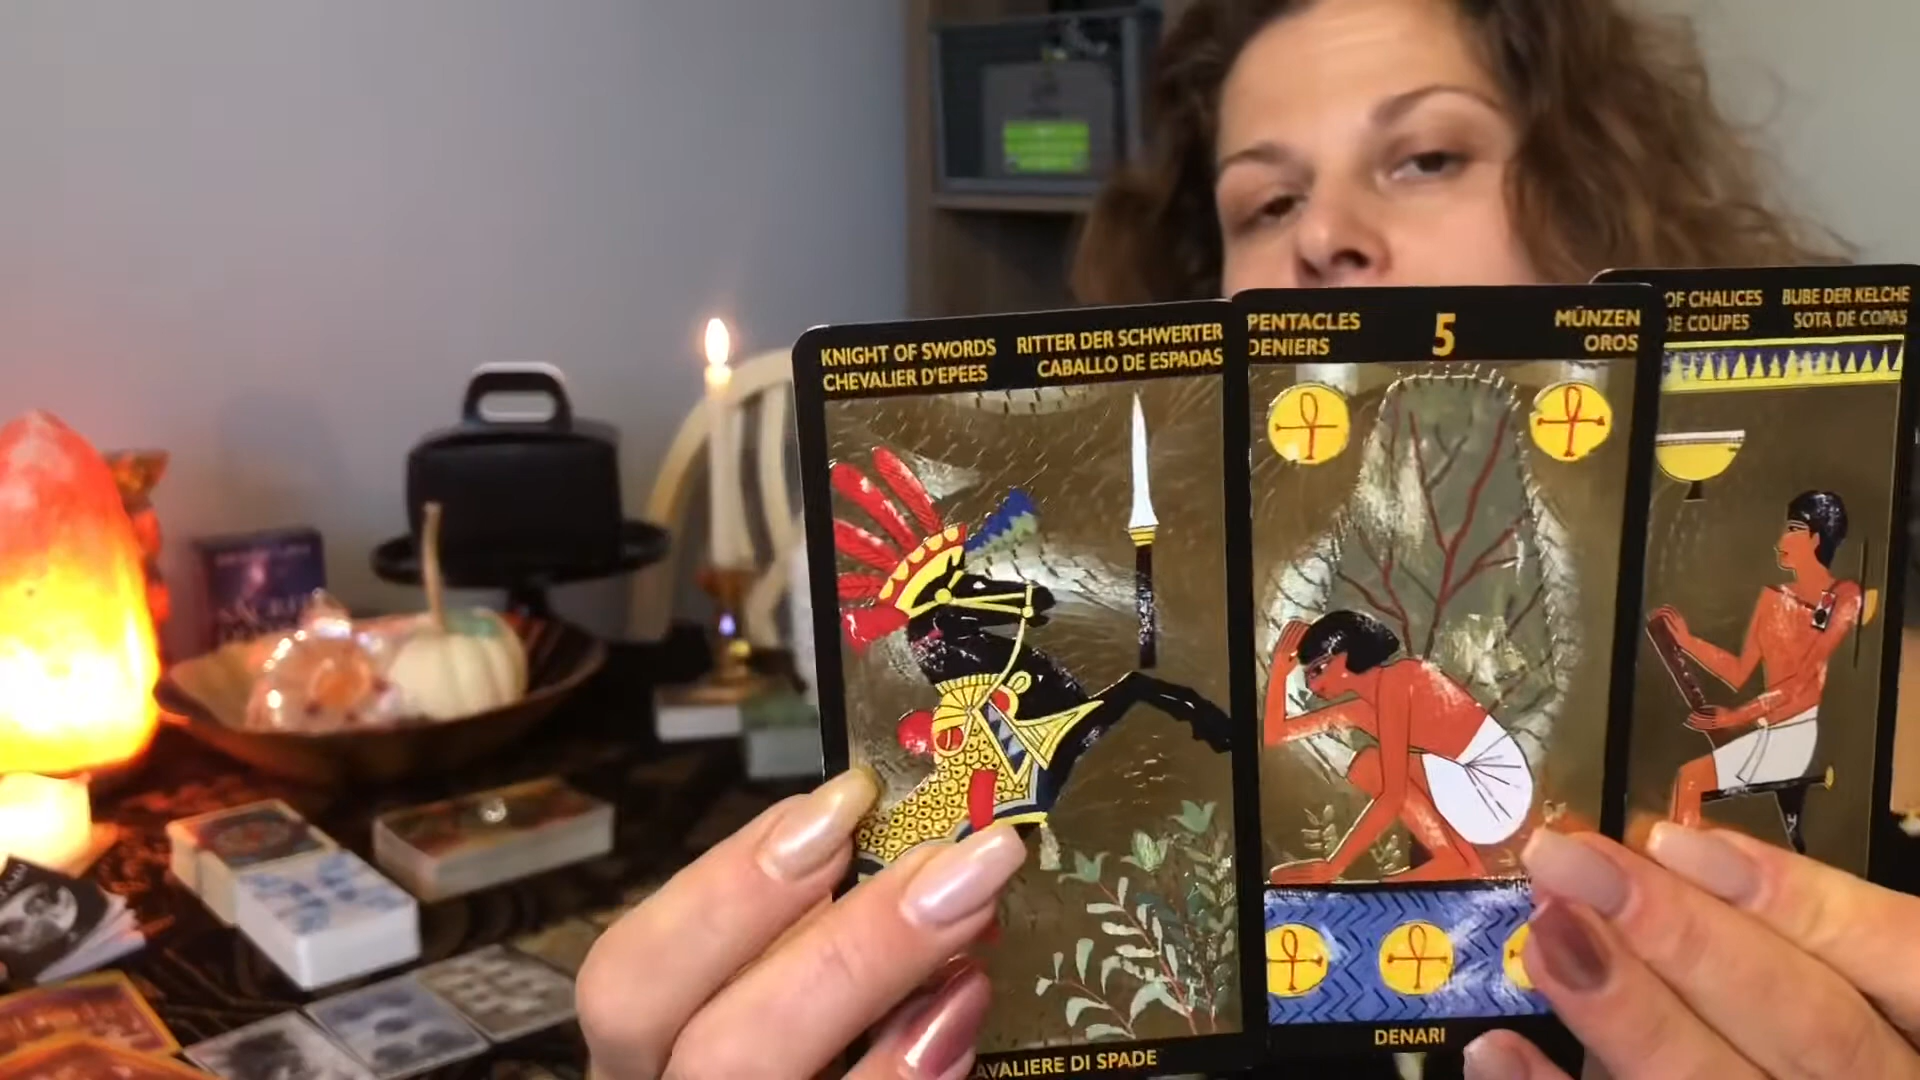 KNIGHT OF SWORDS RITTER DER SCHWERTER
CHEVALIER D'EPEES CABALLO DE ESPADAS
AVALIERE DI SPADE
PENTACLES 5 MÜNZEN
DENIERS OROS
DENARI
OF CHALICES BUBE DER KELCHE
DE COUPES SOTA DE COPAS